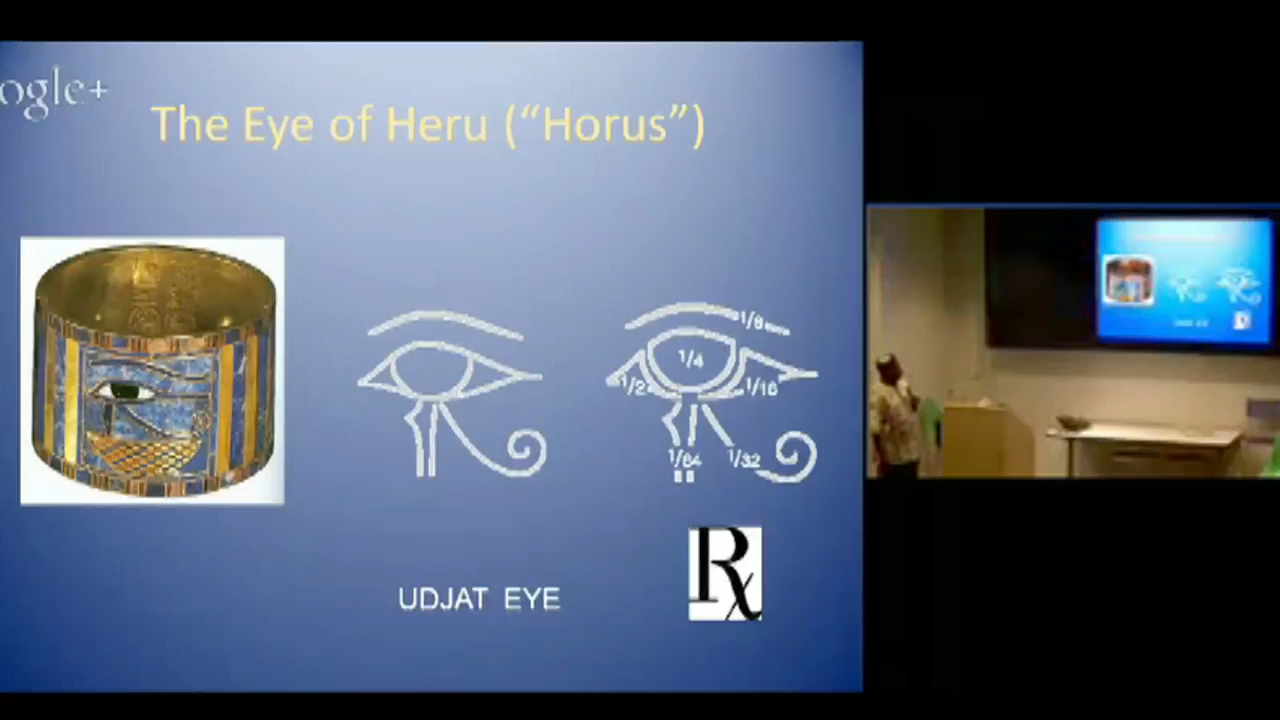 ogle+
The Eye of Heru (“Horus”)
1/8
1/4
1/2
1/16
1/64
1/32
Rx
UDJAT EYE